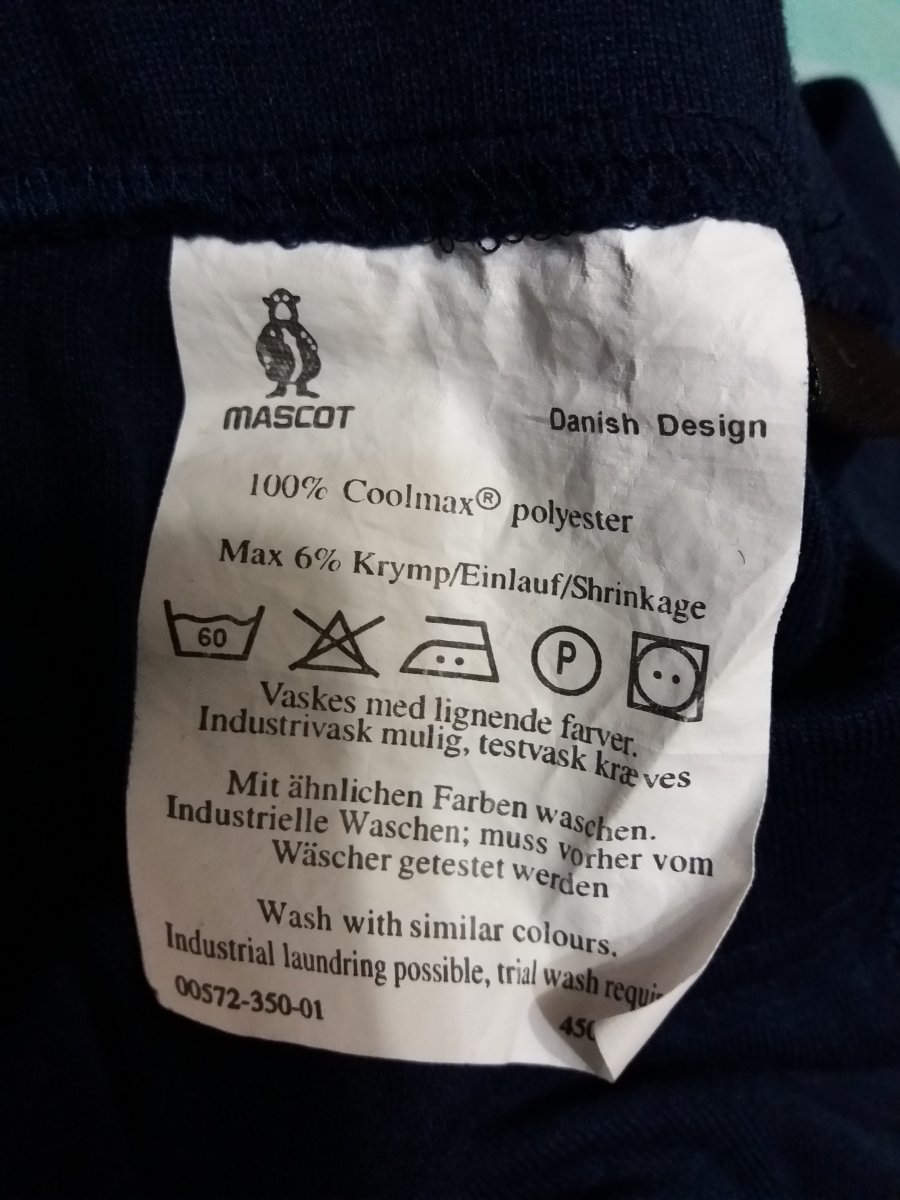 MASCOT
Danish Design
100% Coolmax® polyester
Max 6% Krymp/Einlauf/Shrinkage
60
P
Vaskes med lignende farver.
Industrivask mulig, testvask kræves
Mit ähnlichen Farben waschen.
Industrielle Waschen; muss vorher vom
Wäscher getestet werden
Wash with similar colours.
Industrial laundring possible, trial wash
00572-350-01